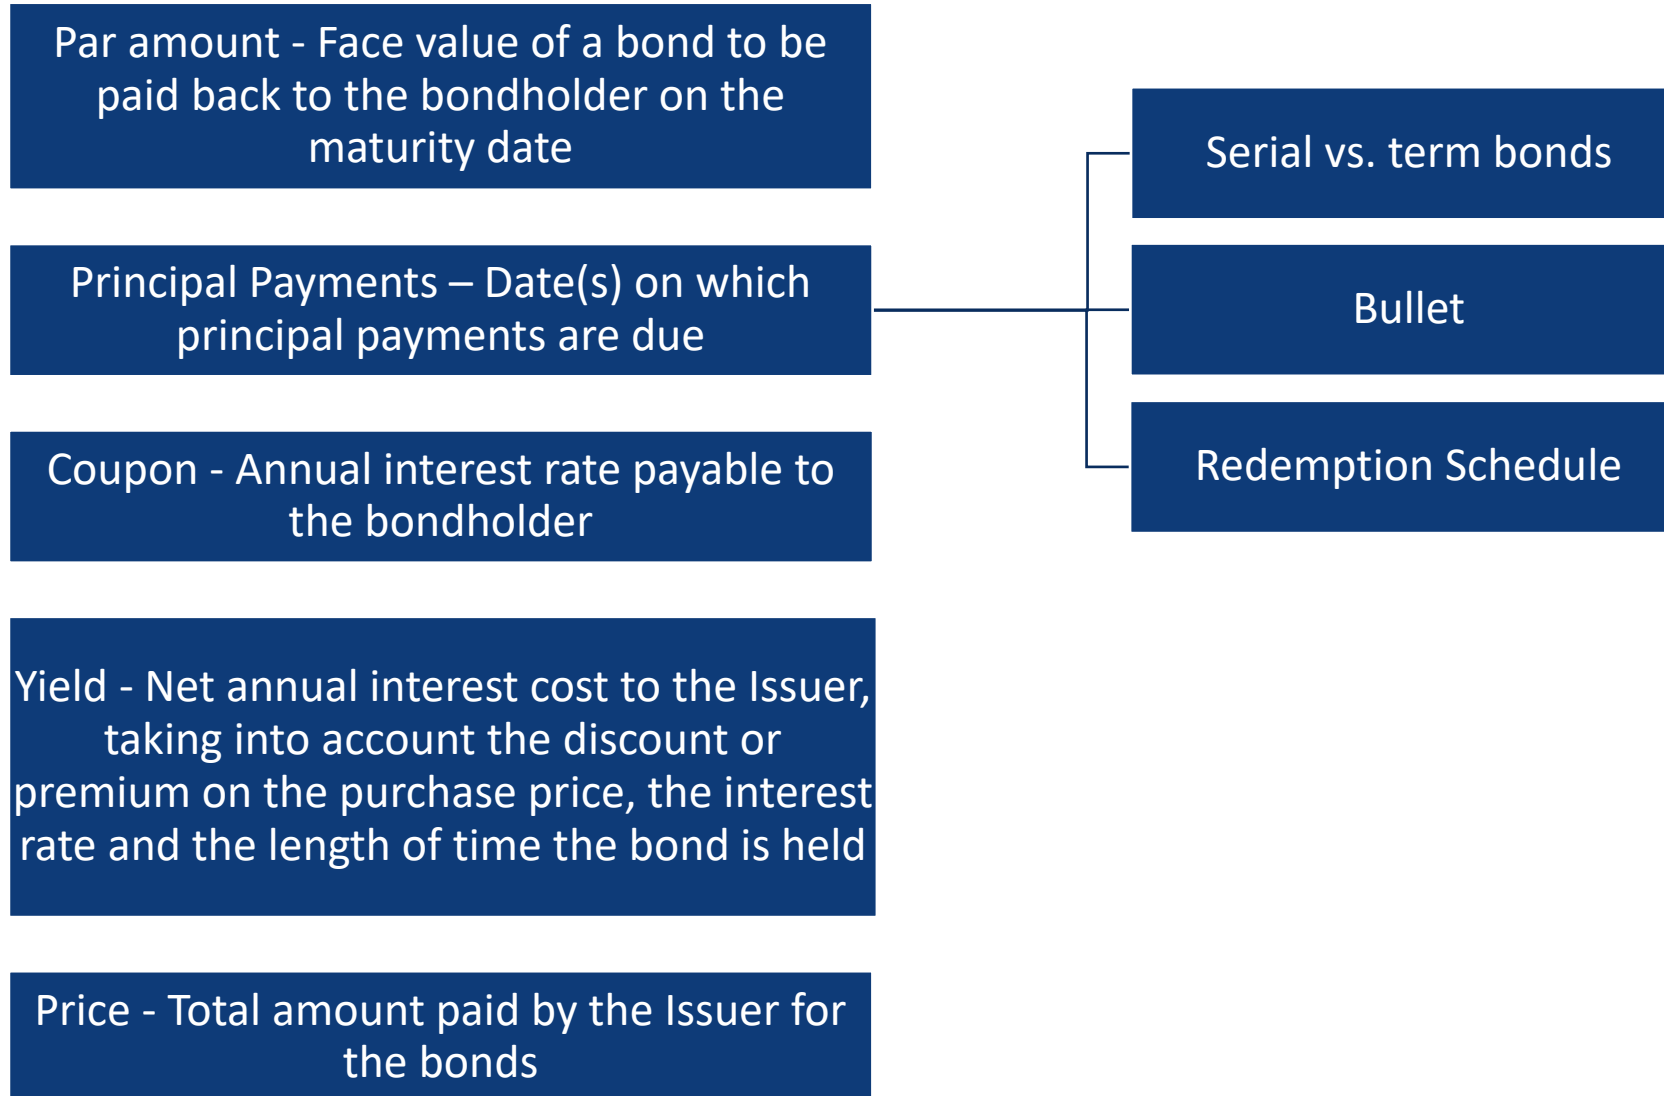 Par amount - Face value of a bond to be
paid back to the bondholder on the
maturity date
Principal Payments – Date(s) on which
principal payments are due
Serial vs. term bonds
Bullet
Redemption Schedule
Coupon - Annual interest rate payable to
the bondholder
Yield - Net annual interest cost to the Issuer,
taking into account the discount or
premium on the purchase price, the interest
rate and the length of time the bond is held
Price - Total amount paid by the Issuer for
the bonds